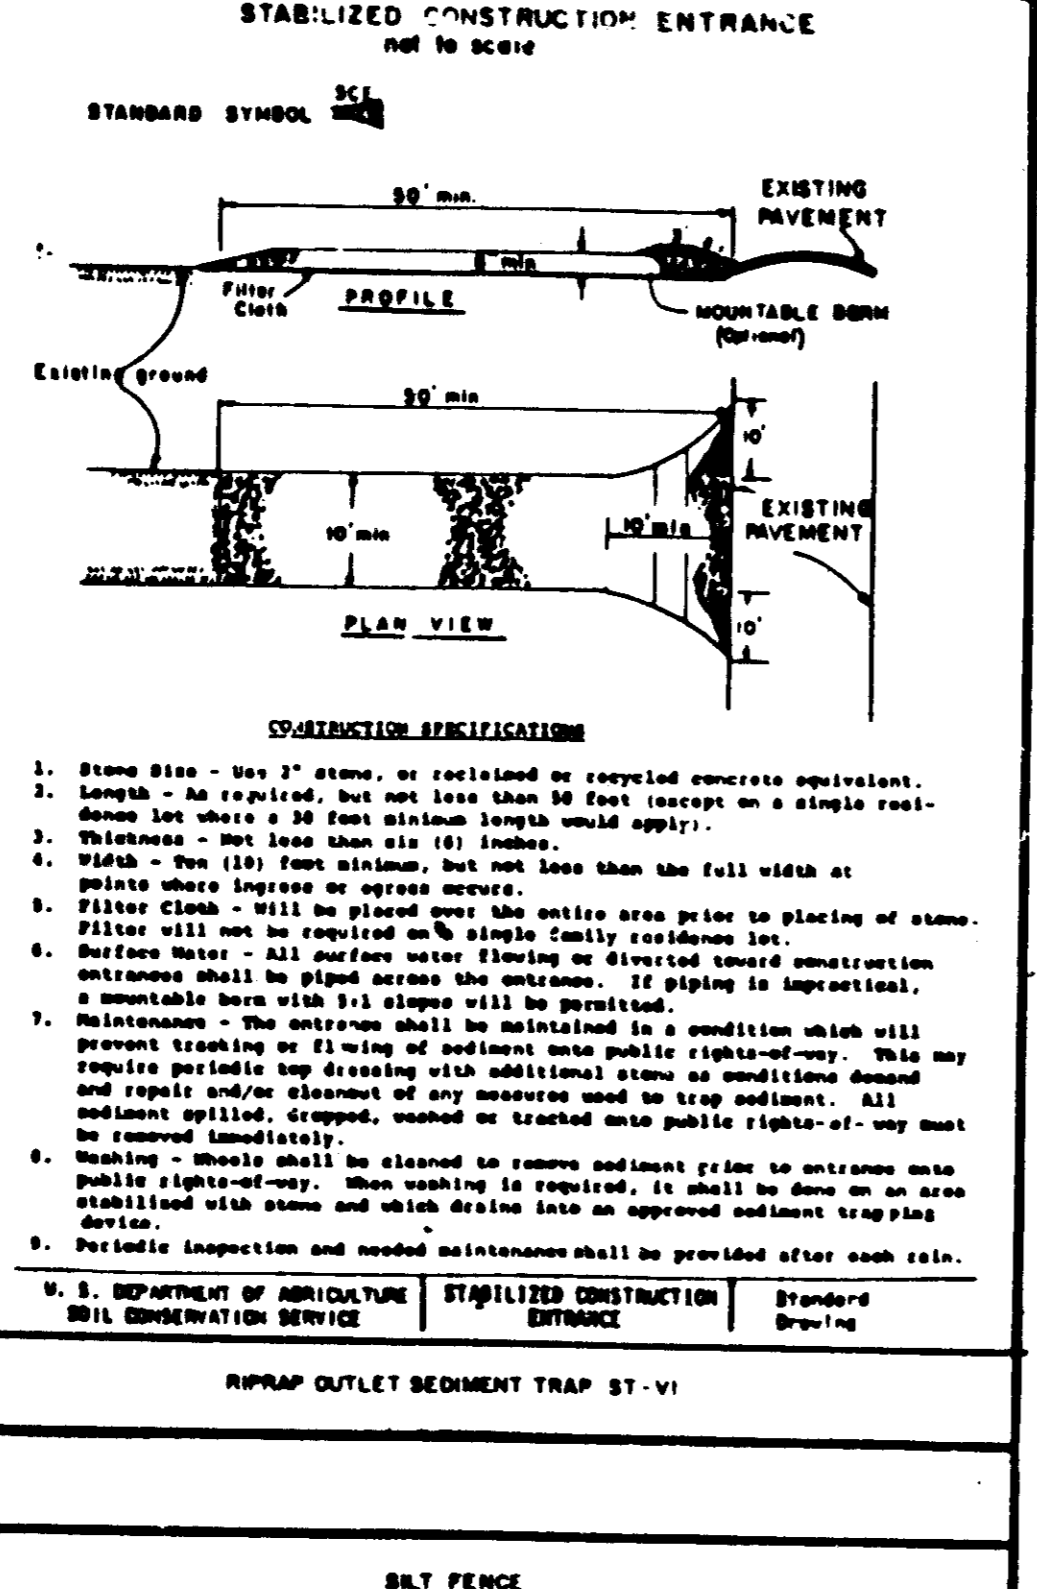 STABILIZED CONSTRUCTION ENTRANCE
not to scale
STANDARD SYMBOL
SCE
50' min.
EXISTING
PAVEMENT
min
Filter
Cloth
PROFILE
MOUNTABLE BERM
(Optional)
Existing ground
50' min
10'
10' min
10' min
EXISTING
PAVEMENT
10'
PLAN VIEW
CONSTRUCTION SPECIFICATIONS
1. Stone Size - Use 2" stone, or reclaimed or recycled concrete equivalent.
2. Length - As required, but not less than 50 feet (except on a single resi-
dence lot where a 30 foot minimum length would apply).
3. Thickness - Not less than six (6) inches.
4. Width - Ten (10) foot minimum, but not less than the full width at
points where ingress or egress occurs.
5. Filter Cloth - Will be placed over the entire area prior to placing of stone.
Filter will not be required on a single family residence lot.
6. Surface Water - All surface water flowing or diverted toward construction
entrances shall be piped across the entrance. If piping is impractical,
a mountable berm with 5:1 slopes will be permitted.
7. Maintenance - The entrance shall be maintained in a condition which will
prevent tracking or flowing of sediment onto public rights-of-way. This may
require periodic top dressing with additional stone as conditions demand
and repair and/or cleanout of any measures used to trap sediment. All
sediment spilled, dropped, washed or tracked onto public rights-of-way must
be removed immediately.
8. Washing - Wheels shall be cleaned to remove sediment prior to entrance onto
public rights-of-way. When washing is required, it shall be done on an area
stabilized with stone and which drains into an approved sediment trapping
device.
9. Periodic inspection and needed maintenance shall be provided after each rain.
U. S. DEPARTMENT OF AGRICULTURE
SOIL CONSERVATION SERVICE
STABILIZED CONSTRUCTION
ENTRANCE
Standard
Drawing
RIPRAP OUTLET SEDIMENT TRAP ST-VI
SILT FENCE